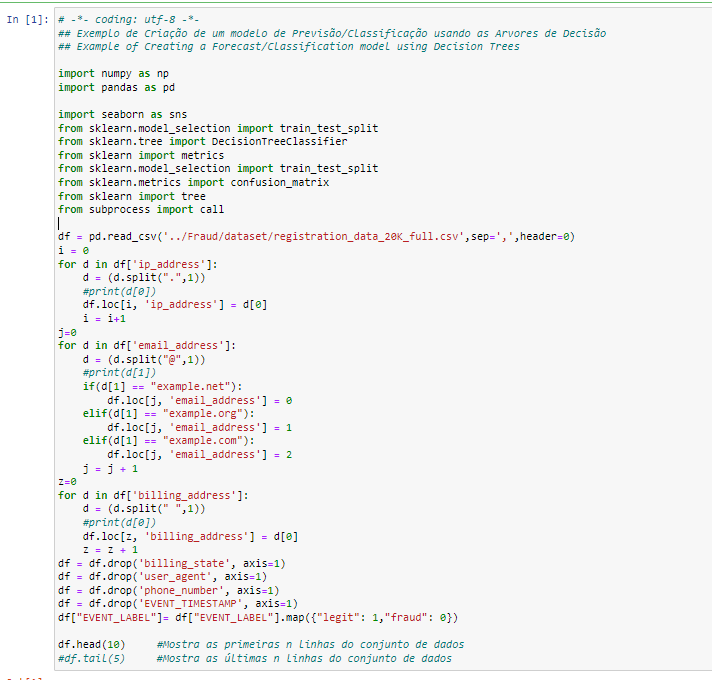 In [1]: # -*- coding: utf-8 -*-
## Exemplo de Criação de um modelo de Previsão/Classificação usando as Arvores de Decisão
## Example of Creating a Forecast/Classification model using Decision Trees
import numpy as np
import pandas as pd
import seaborn as sns
from sklearn.model_selection import train_test_split
from sklearn.tree import DecisionTreeClassifier
from sklearn import metrics
from sklearn.model_selection import train_test_split
from sklearn.metrics import confusion_matrix
from sklearn import tree
from subprocess import call
df = pd.read_csv('../Fraud/dataset/registration_data_20K_full.csv',sep=',',header=0)
i = 0
for d in df['ip_address']:
    d = (d.split(".",1))
    #print(d[0])
    df.loc[i, 'ip_address'] = d[0]
    i = i+1
j=0
for d in df['email_address']:
    d = (d.split("@",1))
    #print(d[1])
    if(d[1] == "example.net"):
        df.loc[j, 'email_address'] = 0
    elif(d[1] == "example.org"):
        df.loc[j, 'email_address'] = 1
    elif(d[1] == "example.com"):
        df.loc[j, 'email_address'] = 2
    j = j + 1
z=0
for d in df['billing_address']:
    d = (d.split(" ",1))
    #print(d[0])
    df.loc[z, 'billing_address'] = d[0]
    z = z + 1
df = df.drop('billing_state', axis=1)
df = df.drop('user_agent', axis=1)
df = df.drop('phone_number', axis=1)
df = df.drop('EVENT_TIMESTAMP', axis=1)
df["EVENT_LABEL"]= df["EVENT_LABEL"].map({"legit": 1,"fraud": 0})
df.head(10)     #Mostra as primeiras n linhas do conjunto de dados
#df.tail(5)     #Mostra as últimas n linhas do conjunto de dados